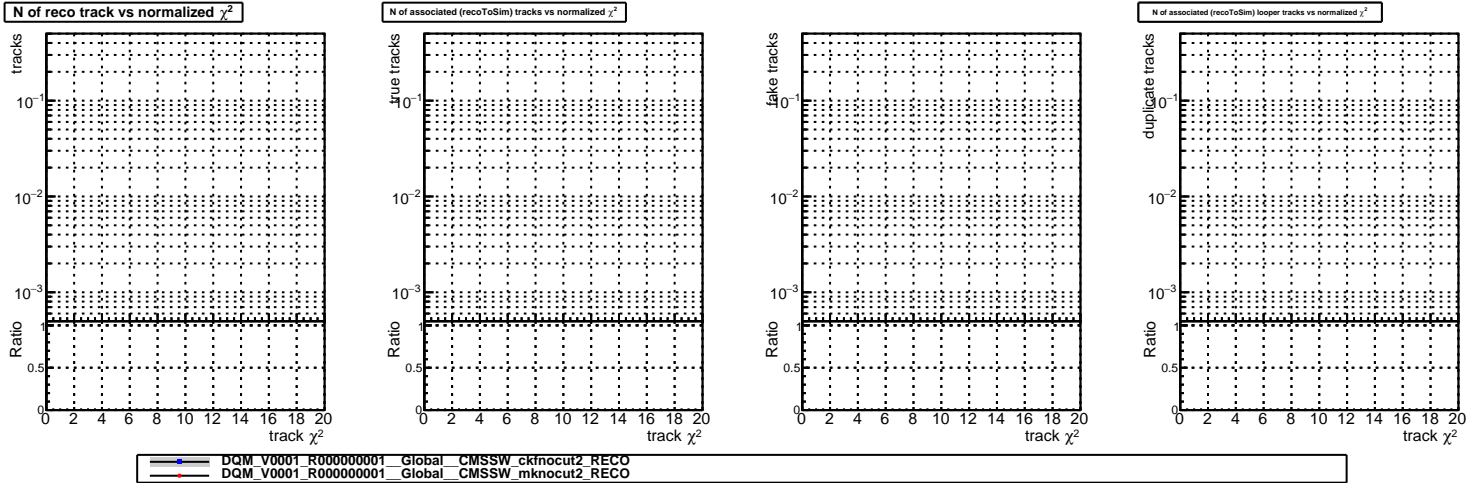 N of reco track vs normalized χ²
tracks
10⁻¹
10⁻²
10⁻³
Ratio
1
0.5
0
0 2 4 6 8 10 12 14 16 18 20
track χ²
N of associated (recoToSim) tracks vs normalized χ²
true tracks
10⁻¹
10⁻²
10⁻³
Ratio
1
0.5
0
0 2 4 6 8 10 12 14 16 18 20
track χ²
fake tracks
10⁻¹
10⁻²
10⁻³
Ratio
1
0.5
0
0 2 4 6 8 10 12 14 16 18 20
track χ²
N of associated (recoToSim) looper tracks vs normalized χ²
duplicate tracks
10⁻¹
10⁻²
10⁻³
Ratio
1
0.5
0
0 2 4 6 8 10 12 14 16 18 20
track χ²
DQM_V0001_R000000001__Global__CMSSW_ckfnocut2_RECO
DQM_V0001_R000000001__Global__CMSSW_mknocut2_RECO